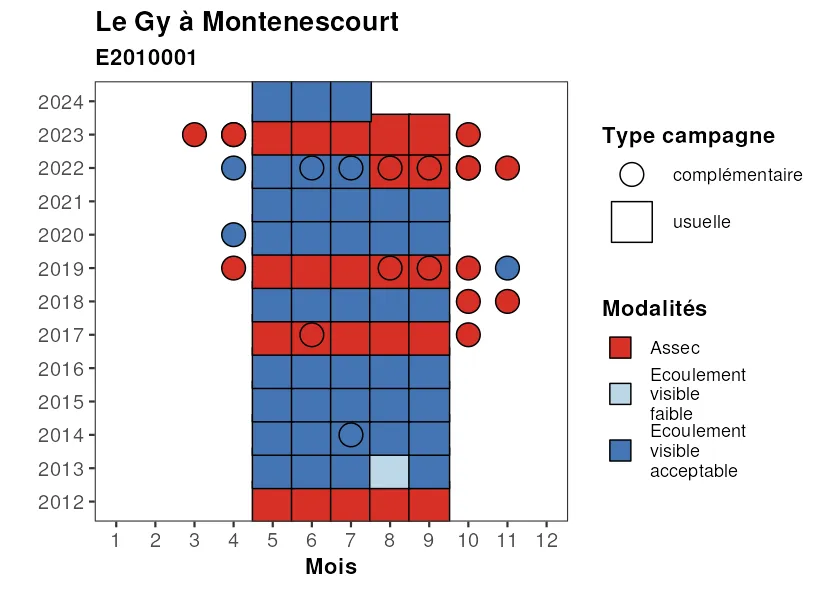 Le Gy à Montenescourt
E2010001
2024
2023
2022
2021
2020
2019
2018
2017
2016
2015
2014
2013
2012
1 2 3 4 5 6 7 8 9 10 11 12
Mois
Type campagne
complémentaire
usuelle
Modalités
Assec
Ecoulement
visible
faible
Ecoulement
visible
acceptable